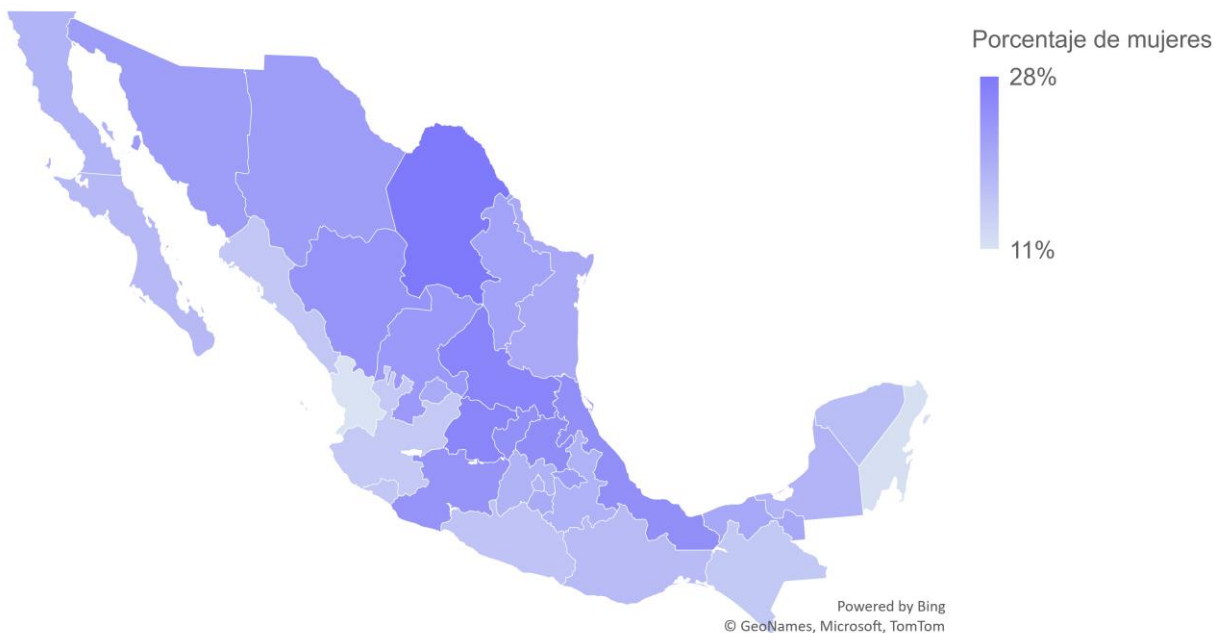 Porcentaje de mujeres
28%
11%
Powered by Bing
© GeoNames, Microsoft, TomTom